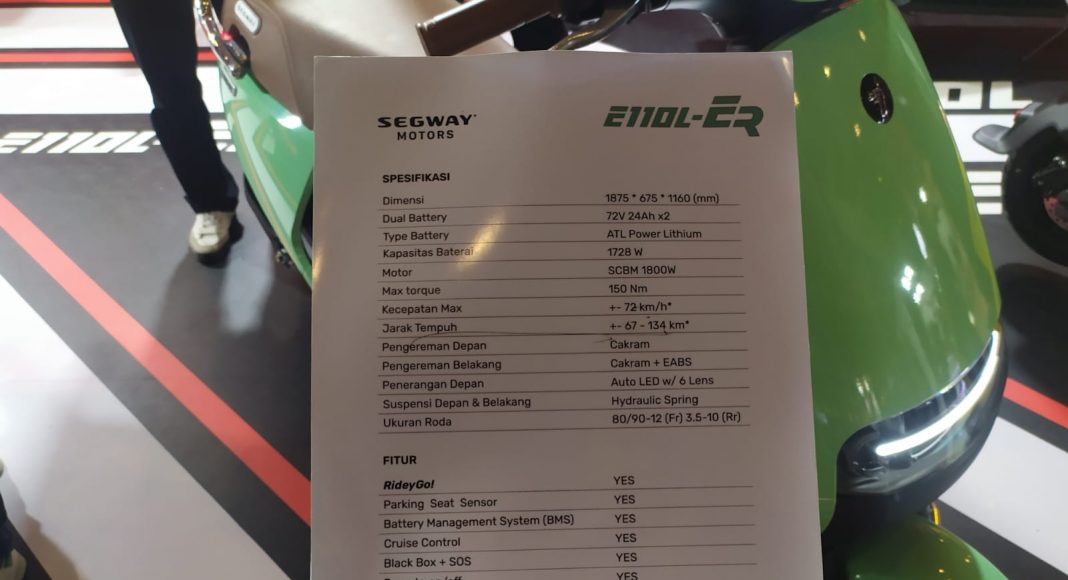 SEGWAY
SEGWAY MOTORS
E110L-ER
SPESIFIKASI
Dimensi 1875 * 675 * 1160 (mm)
Dual Battery 72V 24Ah x2
Type Battery ATL Power Lithium
Kapasitas Baterai 1728 W
Motor SCBM 1800W
Max torque 150 Nm
Kecepatan Max +- 72 km/h*
Jarak Tempuh +- 67 - 134 km*
Pengereman Depan Cakram
Pengereman Belakang Cakram + EABS
Penerangan Depan Auto LED w/ 6 Lens
Suspensi Depan & Belakang Hydraulic Spring
Ukuran Roda 80/90-12 (Fr) 3.5-10 (Rr)
FITUR
RideyGo! YES
Parking Seat Sensor YES
Battery Management System (BMS) YES
Cruise Control YES
Black Box + SOS YES
YES
E110L-